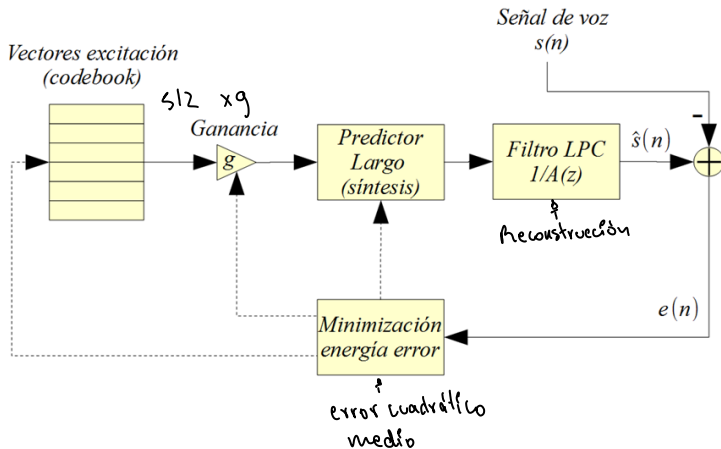 Señal de voz
s(n)
Vectores excitación
(codebook)
512 xg
Ganancia
g
Predictor
Largo
(síntesis)
Filtro LPC
1/A(z)
ŝ(n)
-
+
Reconstrucción
e(n)
Minimización
energía error
error cuadrático
medio